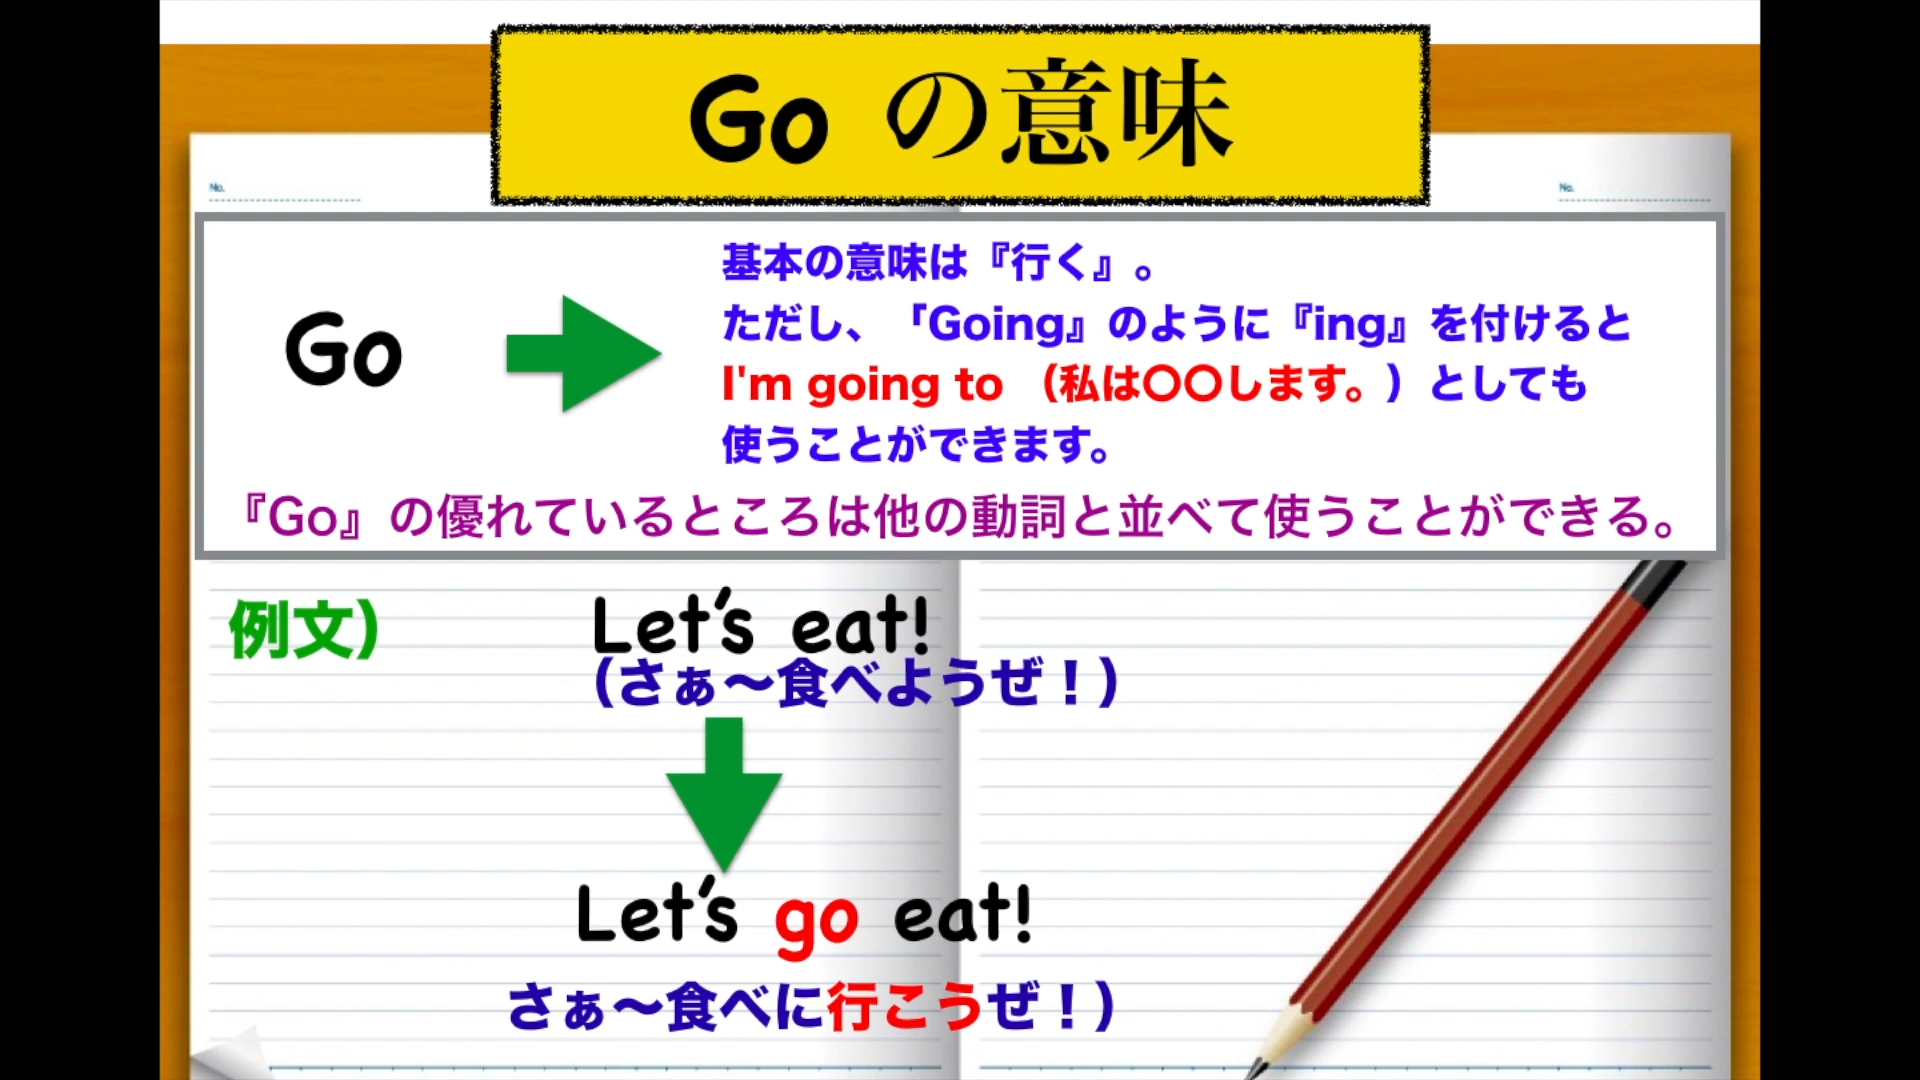 Go の意味
No.
No.
Go
基本の意味は『行く』。
ただし、「Going』のように『ing』を付けると
I'm going to （私は〇〇します。）としても
使うことができます。
『Go』の優れているところは他の動詞と並べて使うことができる。
例文)
Let's eat!
(さぁ〜食べようぜ！)
Let's go eat!
さぁ〜食べに行こうぜ！)